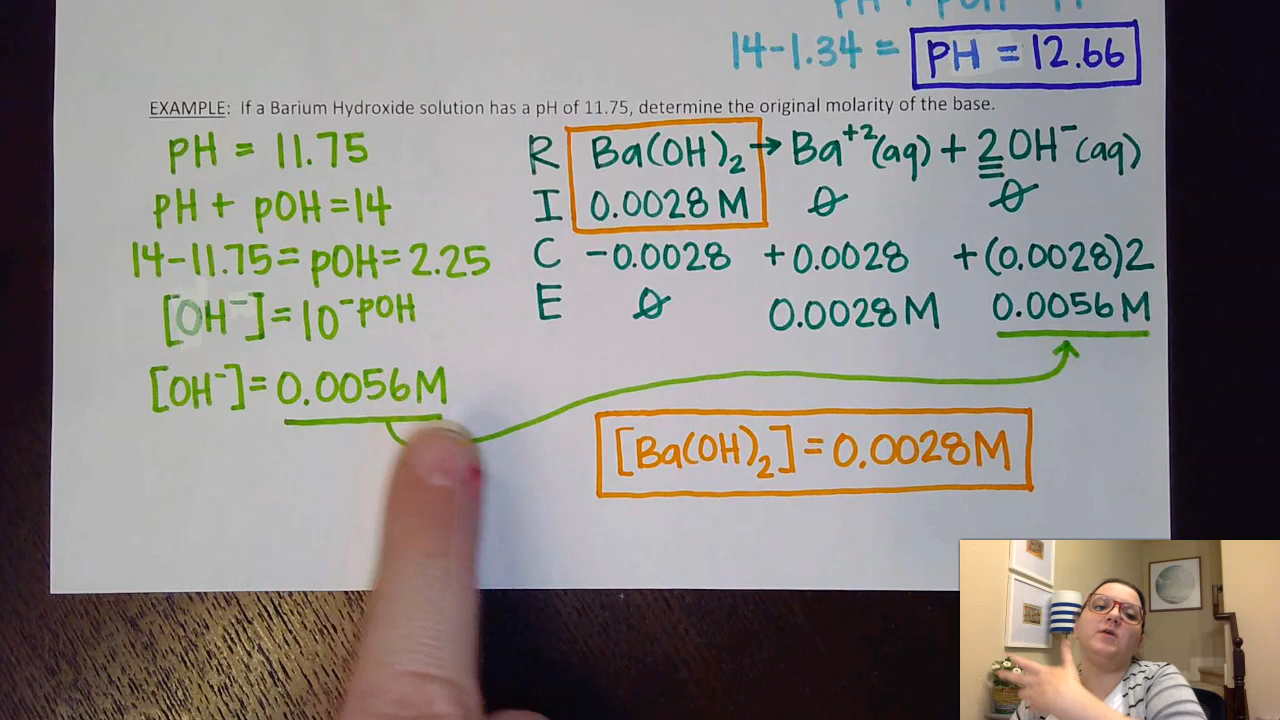 14-1.34 = PH = 12.66
EXAMPLE: If a Barium Hydroxide solution has a pH of 11.75, determine the original molarity of the base.
PH = 11.75
PH + POH = 14
14-11.75 = POH = 2.25
[OH⁻] = 10⁻ᵖᴼᴴ
[OH⁻] = 0.0056M
R Ba(OH)₂ → Ba⁺²(aq) + 2OH⁻(aq)
I 0.0028 M 0 0
C -0.0028 +0.0028 +(0.0028)2
E 0 0.0028 M 0.0056 M
[Ba(OH)₂] = 0.0028 M